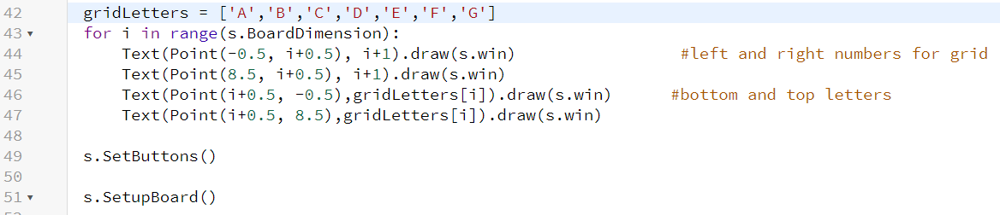 42 gridLetters = ['A','B','C','D','E','F','G']
43 for i in range(s.BoardDimension):
44 Text(Point(-0.5, i+0.5), i+1).draw(s.win) #left and right numbers for grid
45 Text(Point(8.5, i+0.5), i+1).draw(s.win)
46 Text(Point(i+0.5, -0.5),gridLetters[i]).draw(s.win) #bottom and top letters
47 Text(Point(i+0.5, 8.5),gridLetters[i]).draw(s.win)
48
49 s.SetButtons()
50
51 s.SetupBoard()